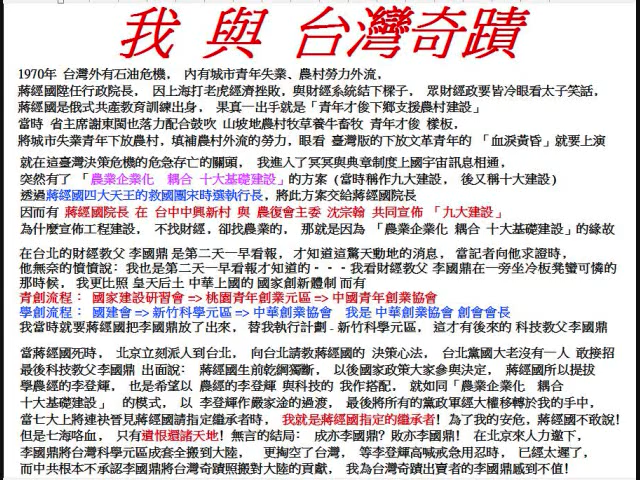 我 與 台灣奇蹟
1970年 台灣外有石油危機， 內有城市青年失業、農村勞力外流，
蔣經國陞任行政院長， 因上海打老虎經濟挫敗，與財經系統結下樑子， 眾財經政要皆冷眼看太子笑話，
蔣經國是俄式共產教育訓練出身， 果真一出手就是「青年才俊下鄉支援農村建設」
當時 省主席謝東閔也落力配合鼓吹 山坡地農村牧草養牛畜牧 青年才俊 樣板，
將城市失業青年下放農村，填補農村外流的勞力，眼看 臺灣版的下放文革青年的 「血淚黃昏」就要上演
就在這臺灣決策危機的危急存亡的關頭， 我進入了冥冥與典章制度上國宇宙訊息相通，
突然有了 「農業企業化 耦合 十大基礎建設」的方案 (當時稱作九大建設， 後又稱十大建設)
透過蔣經國四大天王的救國團宋時選執行長，將此方案交給蔣經國院長
因而有 蔣經國院長 在 台中中興新村 與 農復會主委 沈宗翰 共同宣佈 「九大建設」
為什麼宣佈工程建設， 不找財經，卻找農業的， 那就是因為 「農業企業化 耦合 十大基礎建設」的緣故
在台北的財經教父 李國鼎 是第二天一早看報，才知道這驚天動地的消息，當記者向他求證時，
他無奈的憤憤說：我也是第二天一早看報才知道的‧‧‧我看財經教父 李國鼎在一旁坐冷板凳蠻可憐的
那時候， 我更比照 皇天后土 中華上國的 國家創新體制 而有
青創流程： 國家建設研習會 => 桃園青年創業元區 => 中國青年創業協會
學創流程： 國建會 => 新竹科學元區 => 中華創業協會 我是 中華創業協會 創會會長
我當時就要蔣經國把李國鼎放了出來， 替我執行計劃 - 新竹科學元區， 這才有後來的 科技教父李國鼎
當蔣經國死時， 北京立刻派人到台北， 向台北請教蔣經國的 決策心法， 台北黨國大老沒有一人 敢接招
最後科技教父李國鼎 出面說： 蔣經國生前乾綱獨斷， 以後國家政策大家參與決定， 蔣經國所以提拔
學農經的李登輝， 也是希望以 農經的李登輝 與科技的 我作搭配， 就如同「農業企業化 耦合
十大基礎建設」 的模式， 以 李登輝作嚴家淦的過渡， 最後將所有的黨政軍經大權移轉於我的手中，
當七大上將連袂晉見蔣經國請指定繼承者時， 我就是蔣經國指定的繼承者！為了我的安危，蔣經國不敢說！
但是七海咯血， 只有遺恨還諸天地！無言的結局： 成亦李國鼎？敗亦李國鼎！ 在北京來人力邀下，
李國鼎將台灣科學元區成套全搬到大陸， 更掏空了台灣， 等李登輝高喊戒急用忍時， 已經太遲了，
而中共根本不承認李國鼎將台灣奇蹟照搬對大陸的貢獻， 我為台灣奇蹟出賣者的李國鼎感到不值！